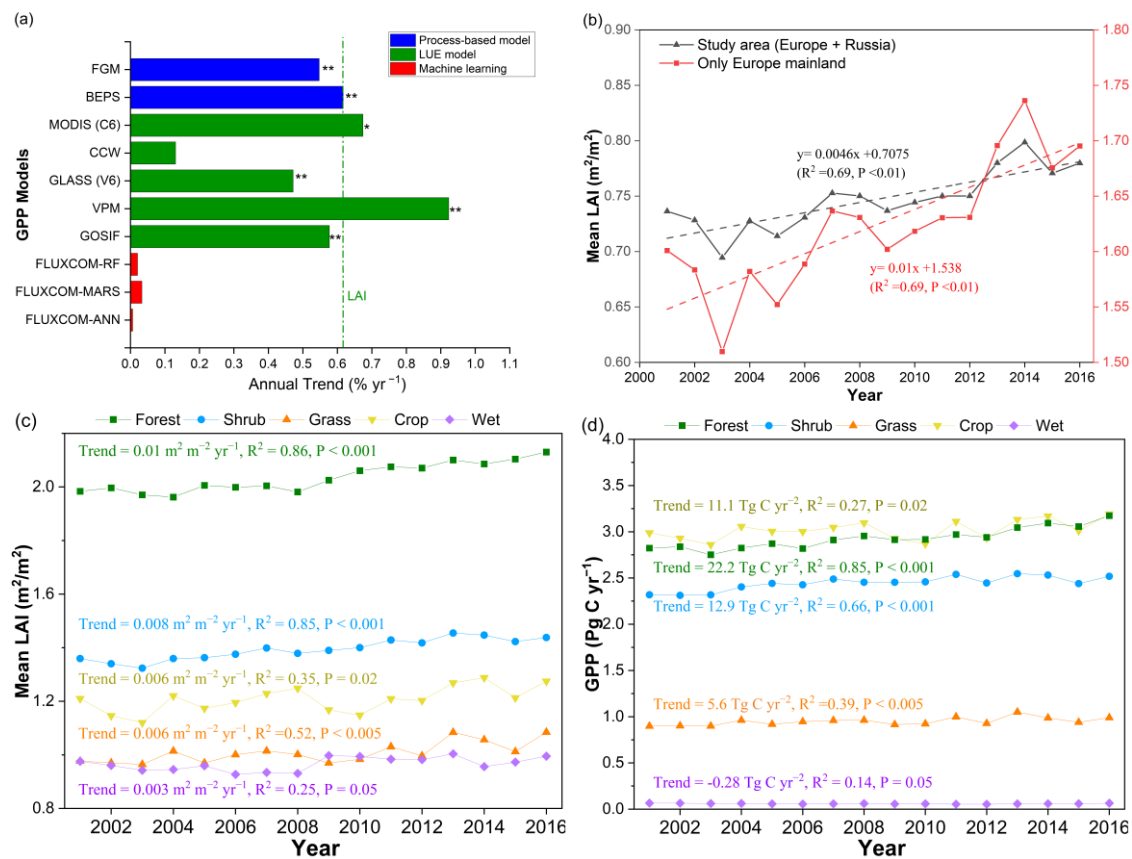 (a)
Process-based model
LUE model
Machine learning
GPP Models
FGM
BEPS
MODIS (C6)
CCW
GLASS (V6)
VPM
GOSIF
FLUXCOM-RF
FLUXCOM-MARS
FLUXCOM-ANN
**
**
*
**
**
**
LAI
0.0 0.1 0.2 0.3 0.4 0.5 0.6 0.7 0.8 0.9 1.0 1.1
Annual Trend (% yr⁻¹)
(b)
Study area (Europe + Russia)
Only Europe mainland
Mean LAI (m²/m²)
0.90
0.85
0.80
0.75
0.70
0.65
0.60
1.80
1.75
1.70
1.65
1.60
1.55
1.50
y= 0.0046x +0.7075
(R² =0.69, P <0.01)
y= 0.01x +1.538
(R² =0.69, P <0.01)
2000 2002 2004 2006 2008 2010 2012 2014 2016
Year
Forest Shrub Grass Crop Wet
(c)
Mean LAI (m²/m²)
2.0
1.6
1.2
0.8
Trend = 0.01 m² m⁻² yr⁻¹, R² = 0.86, P < 0.001
Trend = 0.008 m² m⁻² yr⁻¹, R² = 0.85, P < 0.001
Trend = 0.006 m² m⁻² yr⁻¹, R² = 0.35, P = 0.02
Trend = 0.006 m² m⁻² yr⁻¹, R² =0.52, P < 0.005
Trend = 0.003 m² m⁻² yr⁻¹, R² = 0.25, P = 0.05
2002 2004 2006 2008 2010 2012 2014 2016
Year
Forest Shrub Grass Crop Wet
(d)
GPP (Pg C yr⁻¹)
4.0
3.5
3.0
2.5
2.0
1.5
1.0
0.5
0.0
Trend = 11.1 Tg C yr⁻², R² = 0.27, P = 0.02
Trend = 22.2 Tg C yr⁻², R² = 0.85, P < 0.001
Trend = 12.9 Tg C yr⁻², R² = 0.66, P < 0.001
Trend = 5.6 Tg C yr⁻², R² =0.39, P < 0.005
Trend = -0.28 Tg C yr⁻², R² = 0.14, P = 0.05
2002 2004 2006 2008 2010 2012 2014 2016
Year